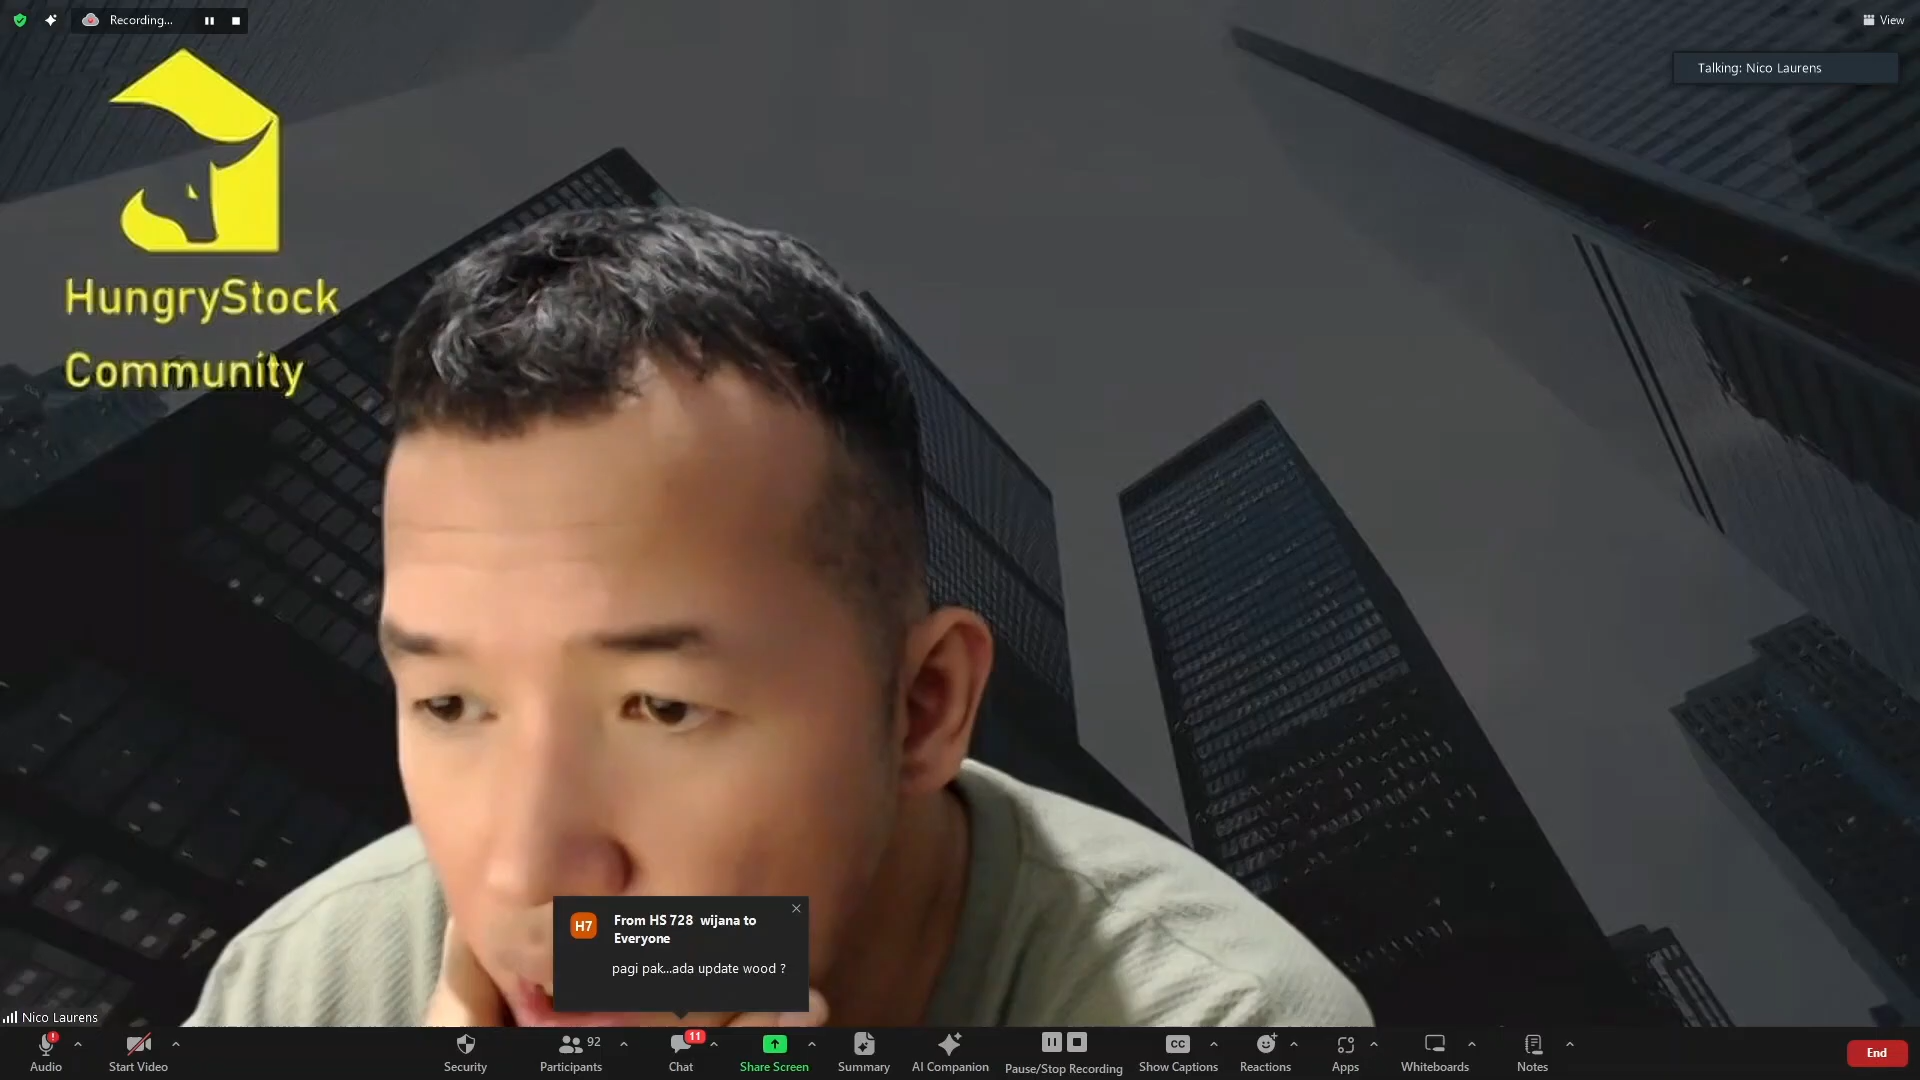 Recording...
View
Talking: Nico Laurens
HungryStock
Community
H7
From HS 728 wijana to
Everyone
pagi pak...ada update wood ?
Nico Laurens
Audio
Start Video
Security
92
Participants
11
Chat
Share Screen
Summary
AI Companion
Pause/Stop Recording
CC
Show Captions
Reactions
Apps
Whiteboards
Notes
End